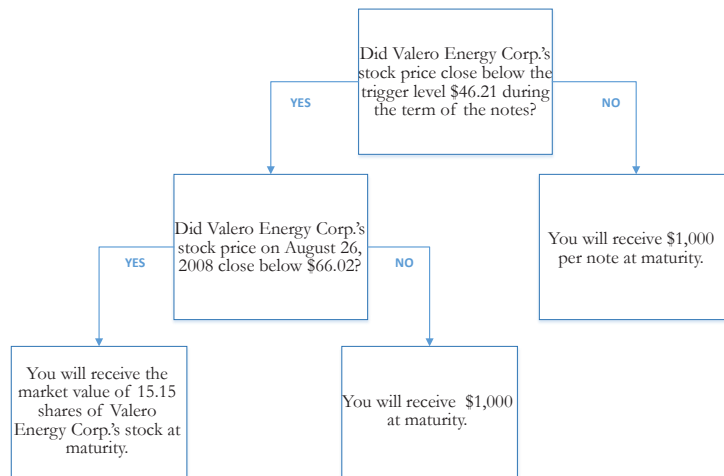 Did Valero Energy Corp.'s
stock price close below the
trigger level $46.21 during
the term of the notes?
YES
NO
Did Valero Energy Corp.'s
stock price on August 26,
2008 close below $66.02?
You will receive $1,000
per note at maturity.
YES
NO
You will receive the
market value of 15.15
shares of Valero
Energy Corp.'s stock at
maturity.
You will receive $1,000
at maturity.